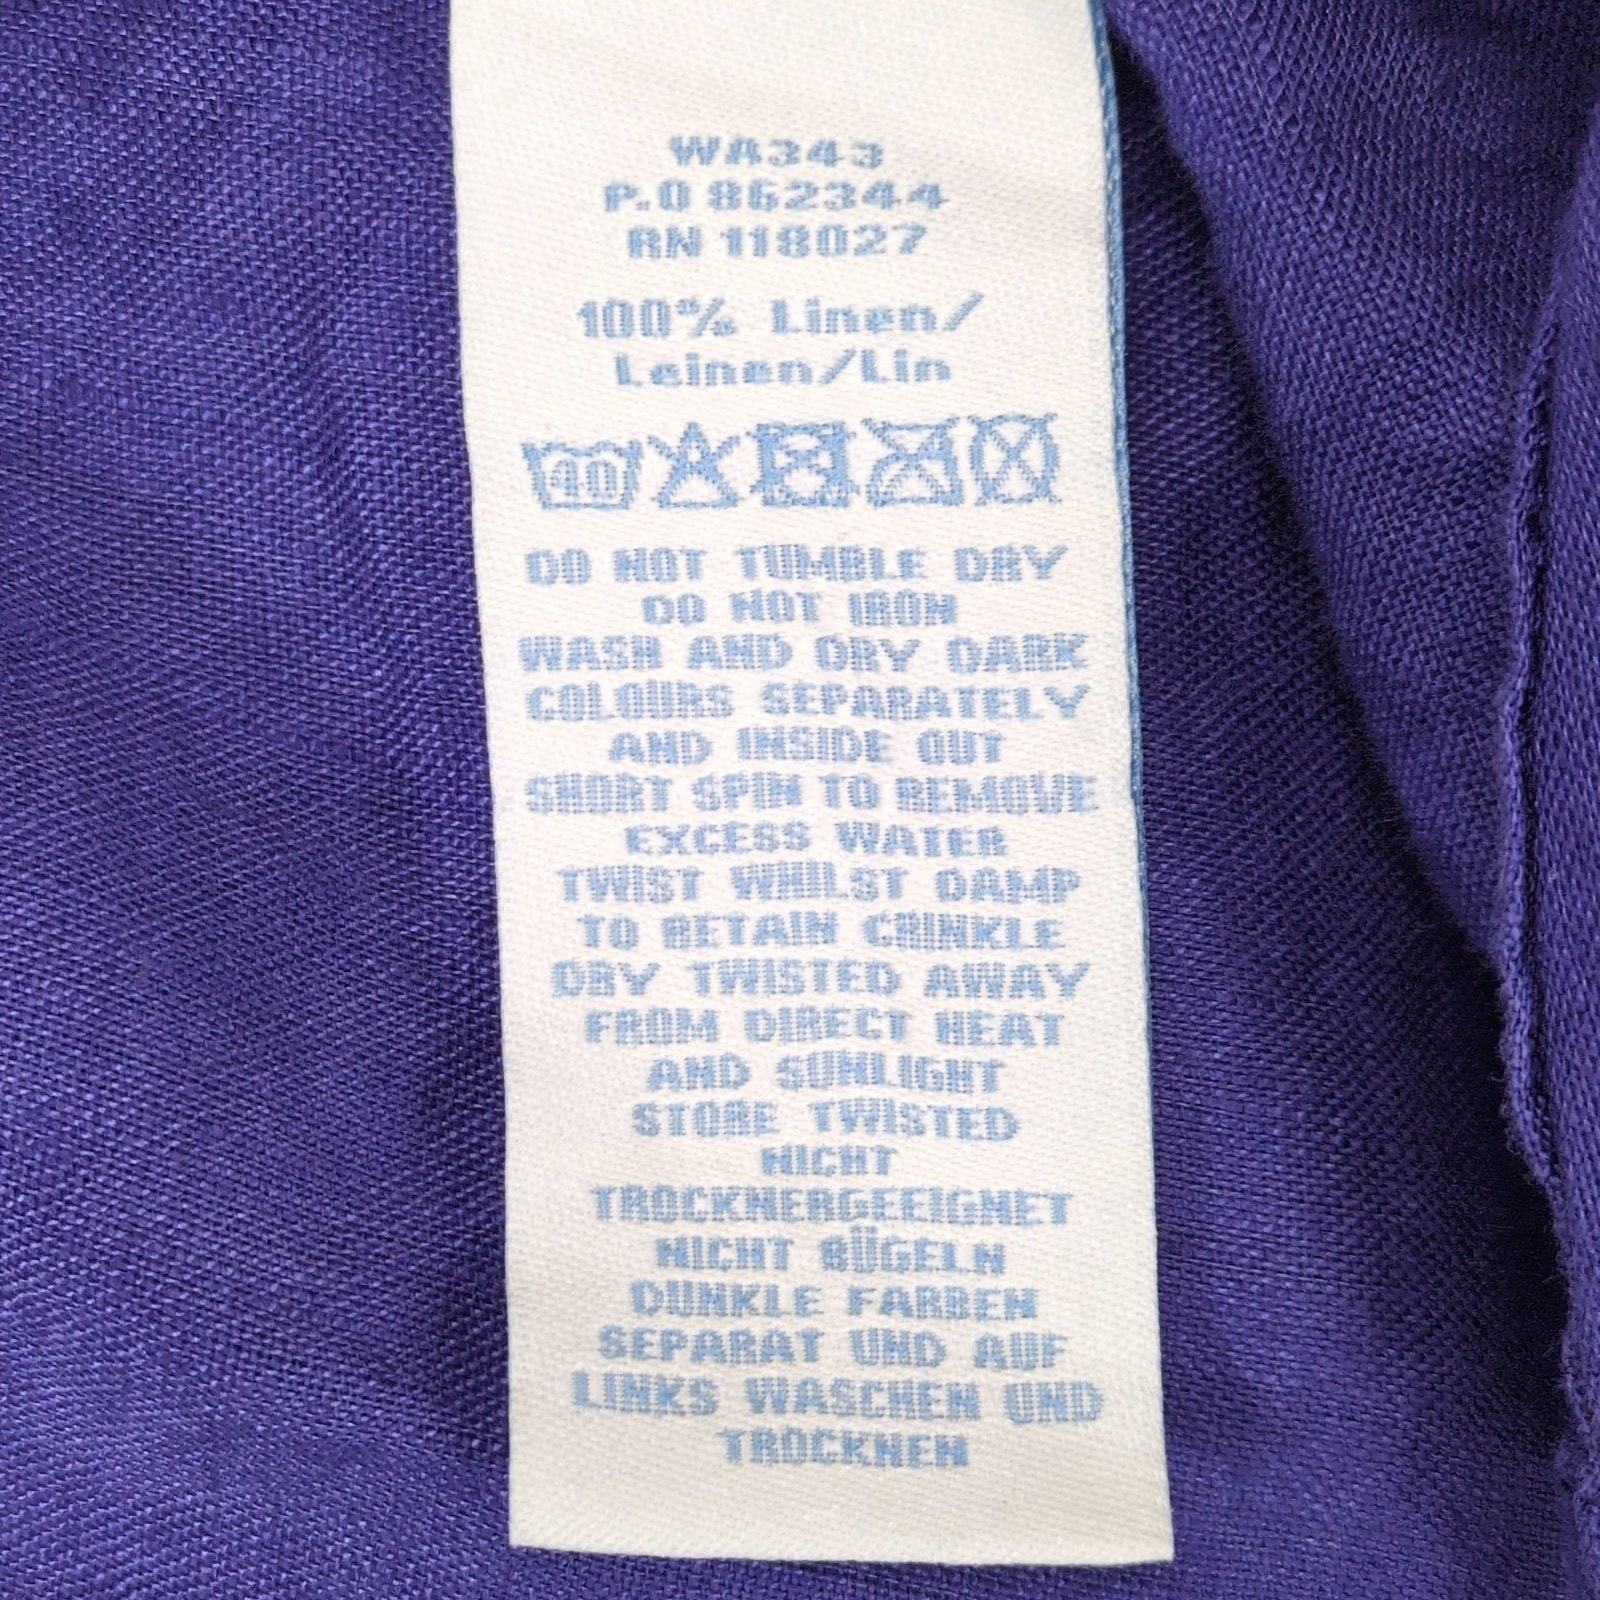 WA343
P.O 862344
RN 118027
100% Linen/
Leinen/Lin
40
DO NOT TUMBLE DRY
DO NOT IRON
WASH AND DRY DARK
COLOURS SEPARATELY
AND INSIDE OUT
SHORT SPIN TO REMOVE
EXCESS WATER
TWIST WHILST DAMP
TO RETAIN CRINKLE
DRY TWISTED AWAY
FROM DIRECT HEAT
AND SUNLIGHT
STORE TWISTED
NICHT
TROCKNERGEEIGNET
NICHT BÜGELN
DUNKLE FARBEN
SEPARAT UND AUF
LINKS WASCHEN UND
TROCKNEN